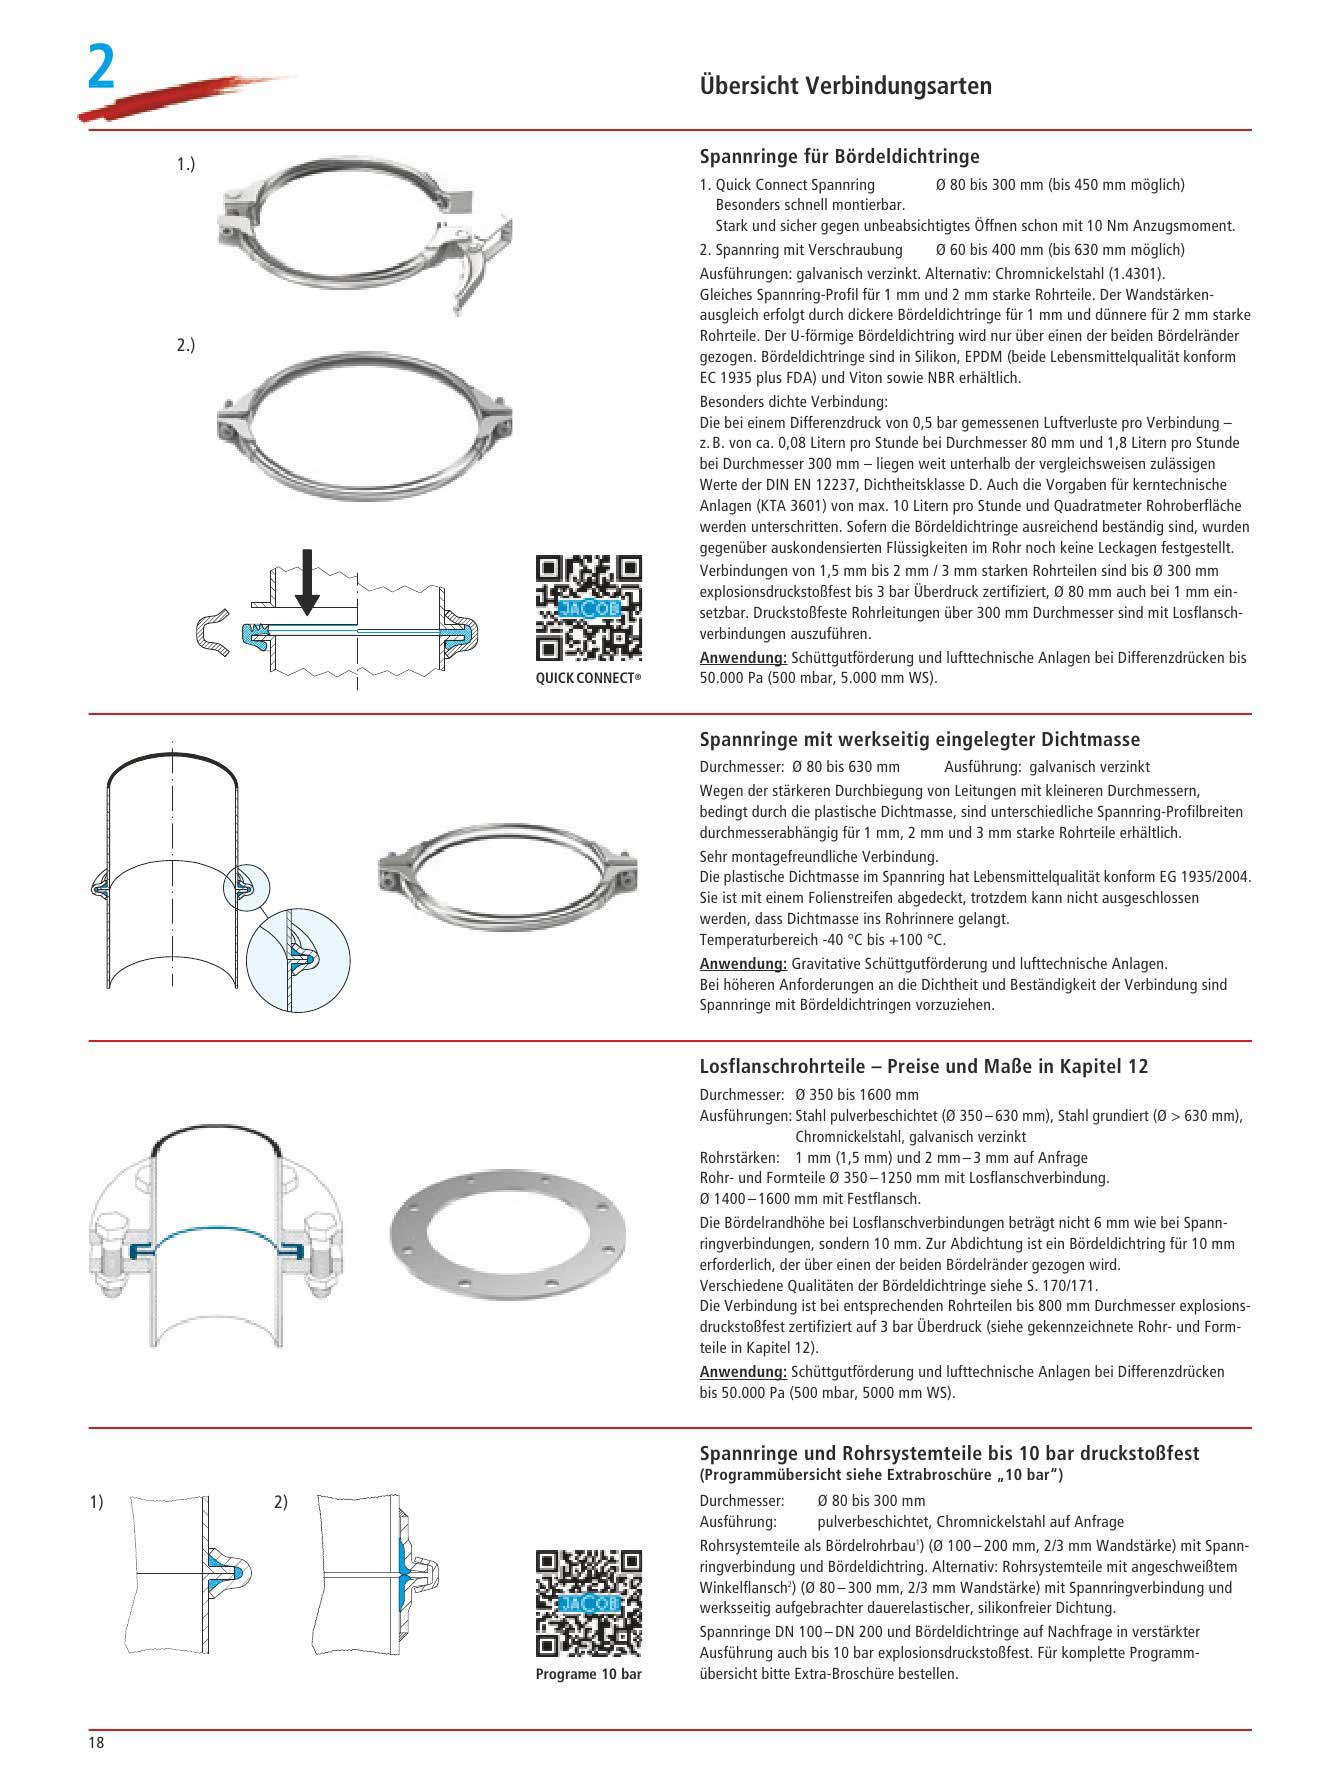 2
Übersicht Verbindungsarten
1.)
2.)
JACOB
QUICK CONNECT®
Spannringe für Bördeldichtringe
1. Quick Connect Spannring Ø 80 bis 300 mm (bis 450 mm möglich)
Besonders schnell montierbar.
Stark und sicher gegen unbeabsichtigtes Öffnen schon mit 10 Nm Anzugsmoment.
2. Spannring mit Verschraubung Ø 60 bis 400 mm (bis 630 mm möglich)
Ausführungen: galvanisch verzinkt. Alternativ: Chromnickelstahl (1.4301).
Gleiches Spannring-Profil für 1 mm und 2 mm starke Rohrteile. Der Wandstärken-
ausgleich erfolgt durch dickere Bördeldichtringe für 1 mm und dünnere für 2 mm starke
Rohrteile. Der U-förmige Bördeldichtring wird nur über einen der beiden Bördelränder
gezogen. Bördeldichtringe sind in Silikon, EPDM (beide Lebensmittelqualität konform
EC 1935 plus FDA) und Viton sowie NBR erhältlich.
Besonders dichte Verbindung:
Die bei einem Differenzdruck von 0,5 bar gemessenen Luftverluste pro Verbindung –
z. B. von ca. 0,08 Litern pro Stunde bei Durchmesser 80 mm und 1,8 Litern pro Stunde
bei Durchmesser 300 mm – liegen weit unterhalb der vergleichsweisen zulässigen
Werte der DIN EN 12237, Dichtheitsklasse D. Auch die Vorgaben für kerntechnische
Anlagen (KTA 3601) von max. 10 Litern pro Stunde und Quadratmeter Rohroberfläche
werden unterschritten. Sofern die Bördeldichtringe ausreichend beständig sind, wurden
gegenüber auskondensierten Flüssigkeiten im Rohr noch keine Leckagen festgestellt.
Verbindungen von 1,5 mm bis 2 mm / 3 mm starken Rohrteilen sind bis Ø 300 mm
explosionsdruckstoßfest bis 3 bar Überdruck zertifiziert, Ø 80 mm auch bei 1 mm ein-
setzbar. Druckstoßfeste Rohrleitungen über 300 mm Durchmesser sind mit Losflansch-
verbindungen auszuführen.
Anwendung: Schüttgutförderung und lufttechnische Anlagen bei Differenzdrücken bis
50.000 Pa (500 mbar, 5.000 mm WS).
Spannringe mit werkseitig eingelegter Dichtmasse
Durchmesser: Ø 80 bis 630 mm Ausführung: galvanisch verzinkt
Wegen der stärkeren Durchbiegung von Leitungen mit kleineren Durchmessern,
bedingt durch die plastische Dichtmasse, sind unterschiedliche Spannring-Profilbreiten
durchmesserabhängig für 1 mm, 2 mm und 3 mm starke Rohrteile erhältlich.
Sehr montagefreundliche Verbindung.
Die plastische Dichtmasse im Spannring hat Lebensmittelqualität konform EG 1935/2004.
Sie ist mit einem Folienstreifen abgedeckt, trotzdem kann nicht ausgeschlossen
werden, dass Dichtmasse ins Rohrinnere gelangt.
Temperaturbereich -40 °C bis +100 °C.
Anwendung: Gravitative Schüttgutförderung und lufttechnische Anlagen.
Bei höheren Anforderungen an die Dichtheit und Beständigkeit der Verbindung sind
Spannringe mit Bördeldichtringen vorzuziehen.
Losflanschrohrteile – Preise und Maße in Kapitel 12
Durchmesser: Ø 350 bis 1600 mm
Ausführungen: Stahl pulverbeschichtet (Ø 350 – 630 mm), Stahl grundiert (Ø > 630 mm),
Chromnickelstahl, galvanisch verzinkt
Rohrstärken: 1 mm (1,5 mm) und 2 mm – 3 mm auf Anfrage
Rohr- und Formteile Ø 350 – 1250 mm mit Losflanschverbindung.
Ø 1400 – 1600 mm mit Festflansch.
Die Bördelrandhöhe bei Losflanschverbindungen beträgt nicht 6 mm wie bei Spann-
ringverbindungen, sondern 10 mm. Zur Abdichtung ist ein Bördeldichtring für 10 mm
erforderlich, der über einen der beiden Bördelränder gezogen wird.
Verschiedene Qualitäten der Bördeldichtringe siehe S. 170/171.
Die Verbindung ist bei entsprechenden Rohrteilen bis 800 mm Durchmesser explosions-
druckstoßfest zertifiziert auf 3 bar Überdruck (siehe gekennzeichnete Rohr- und Form-
teile in Kapitel 12).
Anwendung: Schüttgutförderung und lufttechnische Anlagen bei Differenzdrücken
bis 50.000 Pa (500 mbar, 5000 mm WS).
1)
2)
JACOB
Programe 10 bar
Spannringe und Rohrsystemteile bis 10 bar druckstoßfest
(Programmübersicht siehe Extrabroschüre „10 bar“)
Durchmesser: Ø 80 bis 300 mm
Ausführung: pulverbeschichtet, Chromnickelstahl auf Anfrage
Rohrsystemteile als Bördelrohrbau¹) (Ø 100 – 200 mm, 2/3 mm Wandstärke) mit Spann-
ringverbindung und Bördeldichtring. Alternativ: Rohrsystemteile mit angeschweißtem
Winkelflansch²) (Ø 80 – 300 mm, 2/3 mm Wandstärke) mit Spannringverbindung und
werksseitig aufgebrachter dauerelastischer, silikonfreier Dichtung.
Spannringe DN 100 – DN 200 und Bördeldichtringe auf Nachfrage in verstärkter
Ausführung auch bis 10 bar explosionsdruckstoßfest. Für komplette Programm-
übersicht bitte Extra-Broschüre bestellen.
18